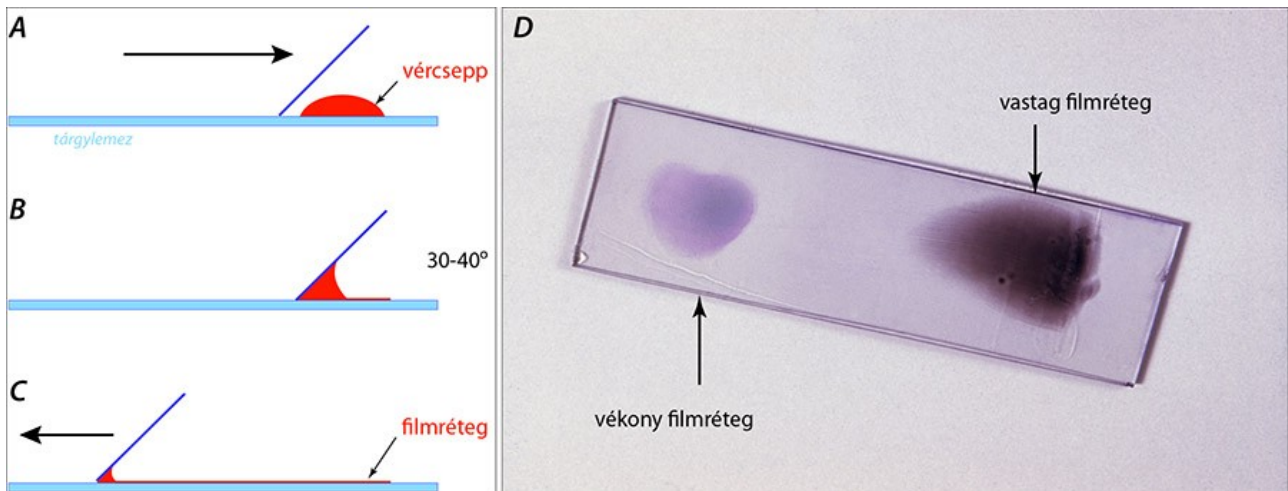 A
vércsepp
tárgylemez
B
30-40°
C
filmréteg
D
vastag filmréteg
vékony filmréteg